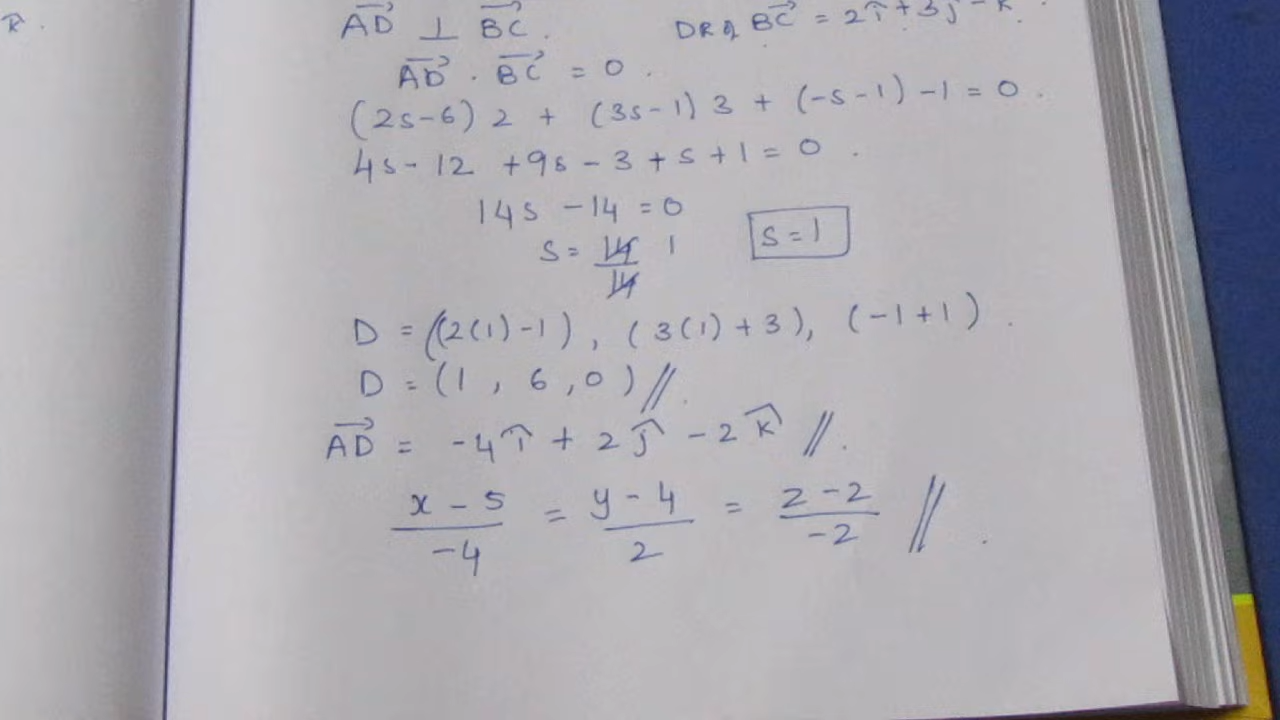 k̂.
AD⃗ ⊥ BC⃗. DR of BC⃗ = 2î + 3ĵ - k̂.
AD⃗ . BC⃗ = 0.
(2s-6) 2 + (3s-1) 3 + (-s-1) -1 = 0.
4s - 12 + 9s - 3 + s + 1 = 0.
14s - 14 = 0
s = 14/14 1 s = 1
D = ((2(1)-1), (3(1)+3), (-1+1).
D = (1, 6, 0)//.
AD⃗ = -4î + 2ĵ - 2k̂ //.
(x-5)/-4 = (y-4)/2 = (z-2)/-2 //.